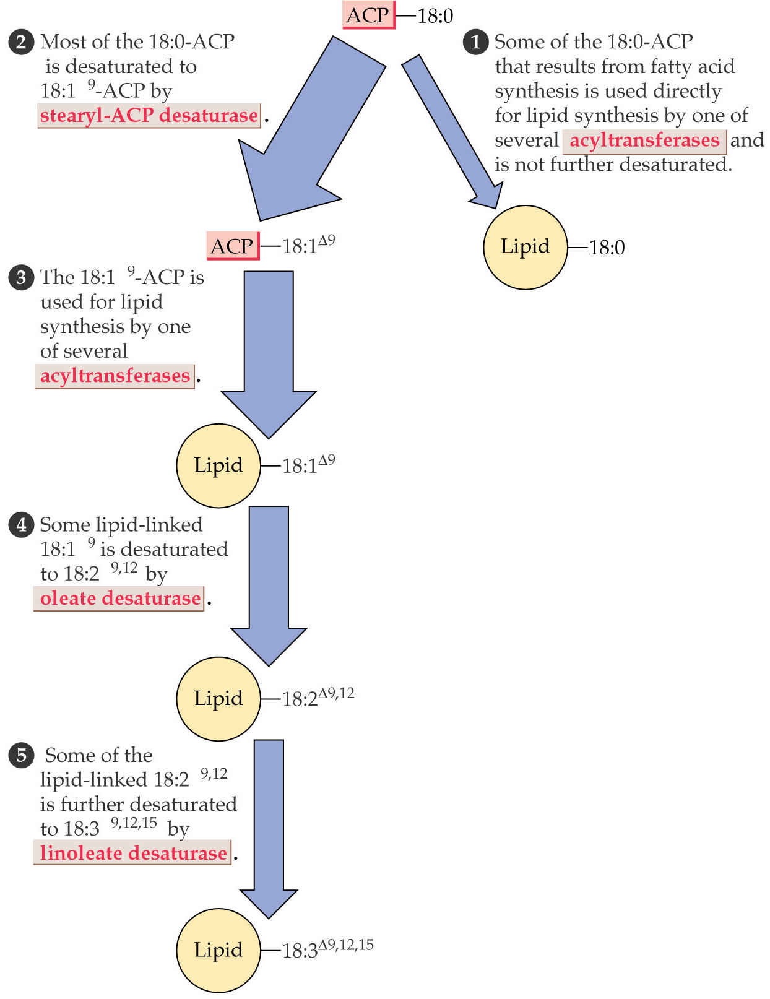 ACP—18:0
2 Most of the 18:0-ACP
is desaturated to
18:1 ⁹-ACP by
stearyl-ACP desaturase.
1 Some of the 18:0-ACP
that results from fatty acid
synthesis is used directly
for lipid synthesis by one of
several acyltransferases and
is not further desaturated.
ACP—18:1Δ9
Lipid—18:0
3 The 18:1 ⁹-ACP is
used for lipid
synthesis by one
of several
acyltransferases.
Lipid—18:1Δ9
4 Some lipid-linked
18:1 ⁹ is desaturated
to 18:2 9,12 by
oleate desaturase.
Lipid—18:2Δ9,12
5 Some of the
lipid-linked 18:2 9,12
is further desaturated
to 18:3 9,12,15 by
linoleate desaturase.
Lipid—18:3Δ9,12,15